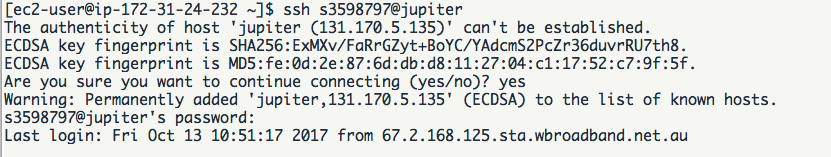 [ec2-user@ip-172-31-24-232 ~]$ ssh s3598797@jupiter
The authenticity of host 'jupiter (131.170.5.135)' can't be established.
ECDSA key fingerprint is SHA256:ExMXv/FaRrGZyt+BoYC/YAdcmS2PcZr36duvrRU7th8.
ECDSA key fingerprint is MD5:fe:0d:2e:87:6d:db:d8:11:27:04:c1:17:52:c7:9f:5f.
Are you sure you want to continue connecting (yes/no)? yes
Warning: Permanently added 'jupiter,131.170.5.135' (ECDSA) to the list of known hosts.
s3598797@jupiter's password:
Last login: Fri Oct 13 10:51:17 2017 from 67.2.168.125.sta.wbroadband.net.au